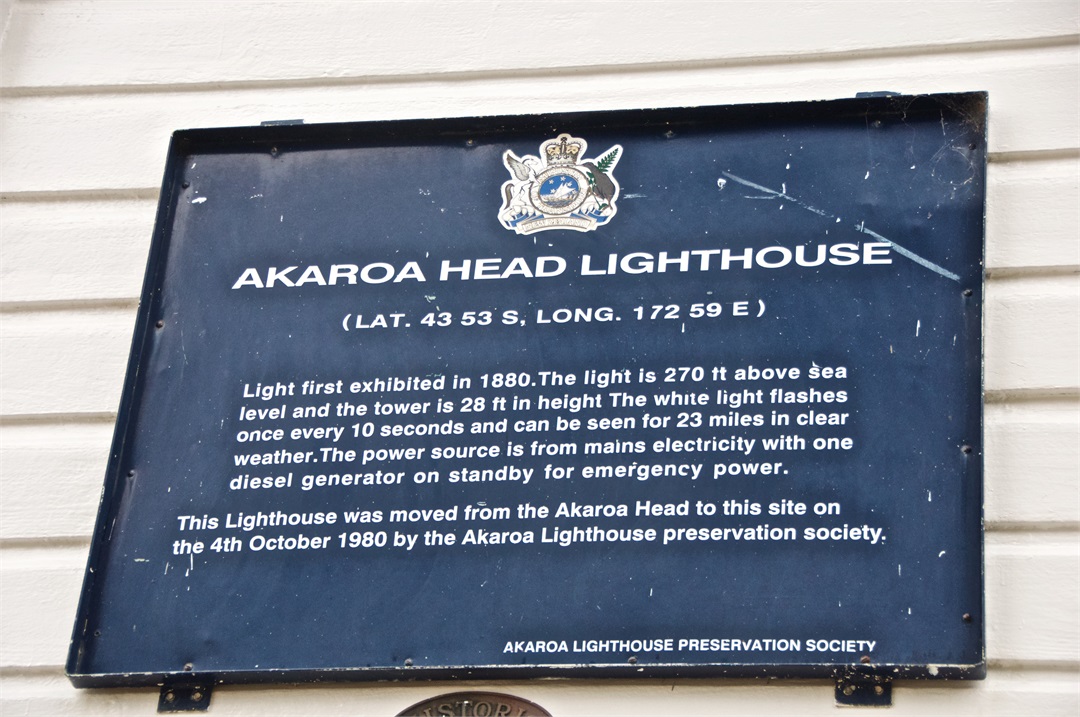 AKAROA HEAD LIGHTHOUSE
(LAT. 43 53 S, LONG. 172 59 E)
Light first exhibited in 1880.The light is 270 ft above sea
level and the tower is 28 ft in height The white light flashes
once every 10 seconds and can be seen for 23 miles in clear
weather.The power source is from mains electricity with one
diesel generator on standby for emergency power.
This Lighthouse was moved from the Akaroa Head to this site on
the 4th October 1980 by the Akaroa Lighthouse preservation society.
AKAROA LIGHTHOUSE PRESERVATION SOCIETY